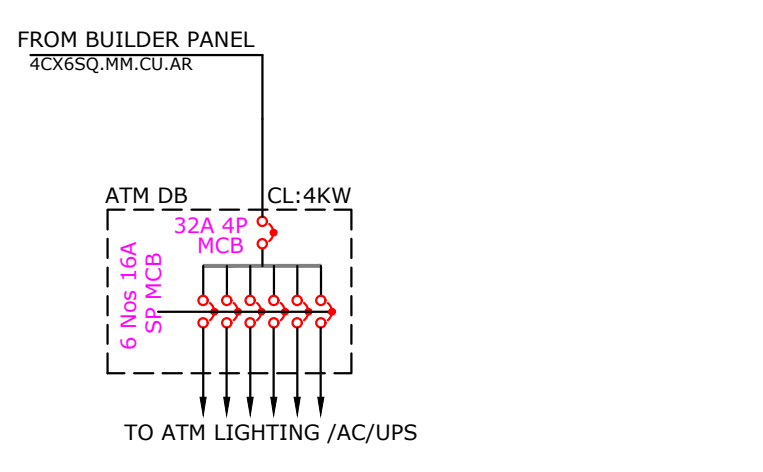 FROM BUILDER PANEL
4CX6SQ.MM.CU.AR
ATM DB
CL:4KW
32A 4P
MCB
6 Nos 16A
SP MCB
TO ATM LIGHTING /AC/UPS